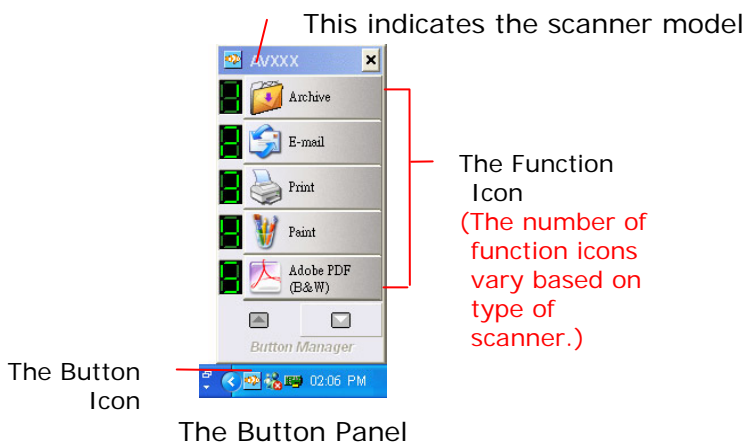 This indicates the scanner model
AVXXX
Archive
E-mail
Print
Paint
Adobe PDF
(B&W)
The Function
Icon
(The number of
function icons
vary based on
type of
scanner.)
Button Manager
02:06 PM
The Button
Icon
The Button Panel